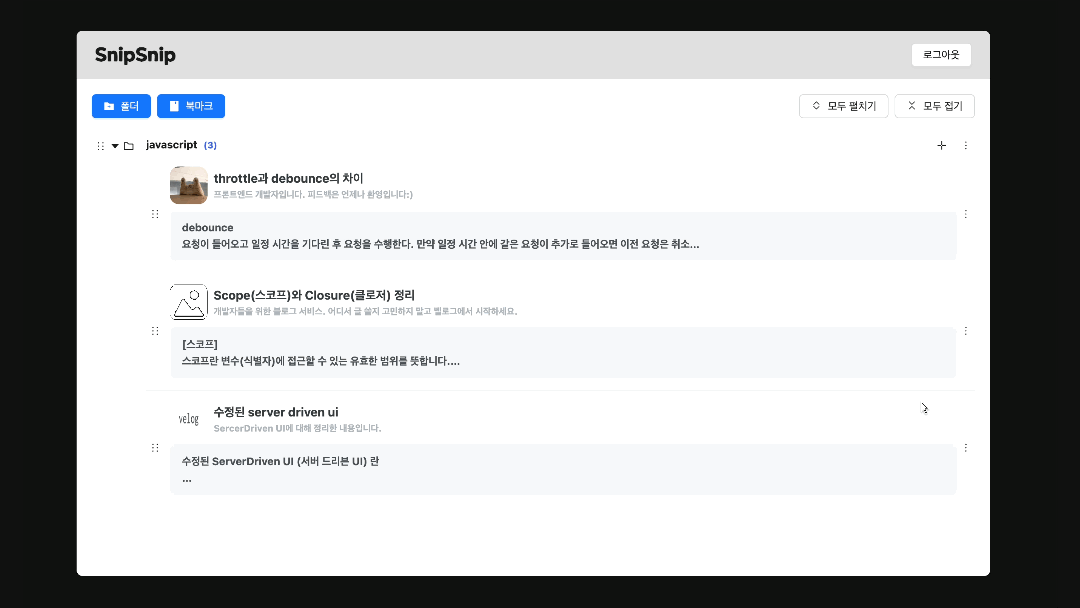 SnipSnip
로그아웃
폴더
북마크
모두 펼치기
모두 접기
javascript (3)
throttle과 debounce의 차이
프론트엔드 개발자입니다. 피드백은 언제나 환영입니다:)
debounce
요청이 들어오고 일정 시간을 기다린 후 요청을 수행한다. 만약 일정 시간 안에 같은 요청이 추가로 들어오면 이전 요청은 취소...
Scope(스코프)와 Closure(클로저) 정리
개발자들을 위한 블로그 서비스. 어디서 글 쓸지 고민하지 말고 벨로그에서 시작하세요.
[스코프]
스코프란 변수(식별자)에 접근할 수 있는 유효한 범위를 뜻합니다....
velog
수정된 server driven ui
SercerDriven UI에 대해 정리한 내용입니다.
수정된 ServerDriven UI (서버 드리븐 UI) 란
...